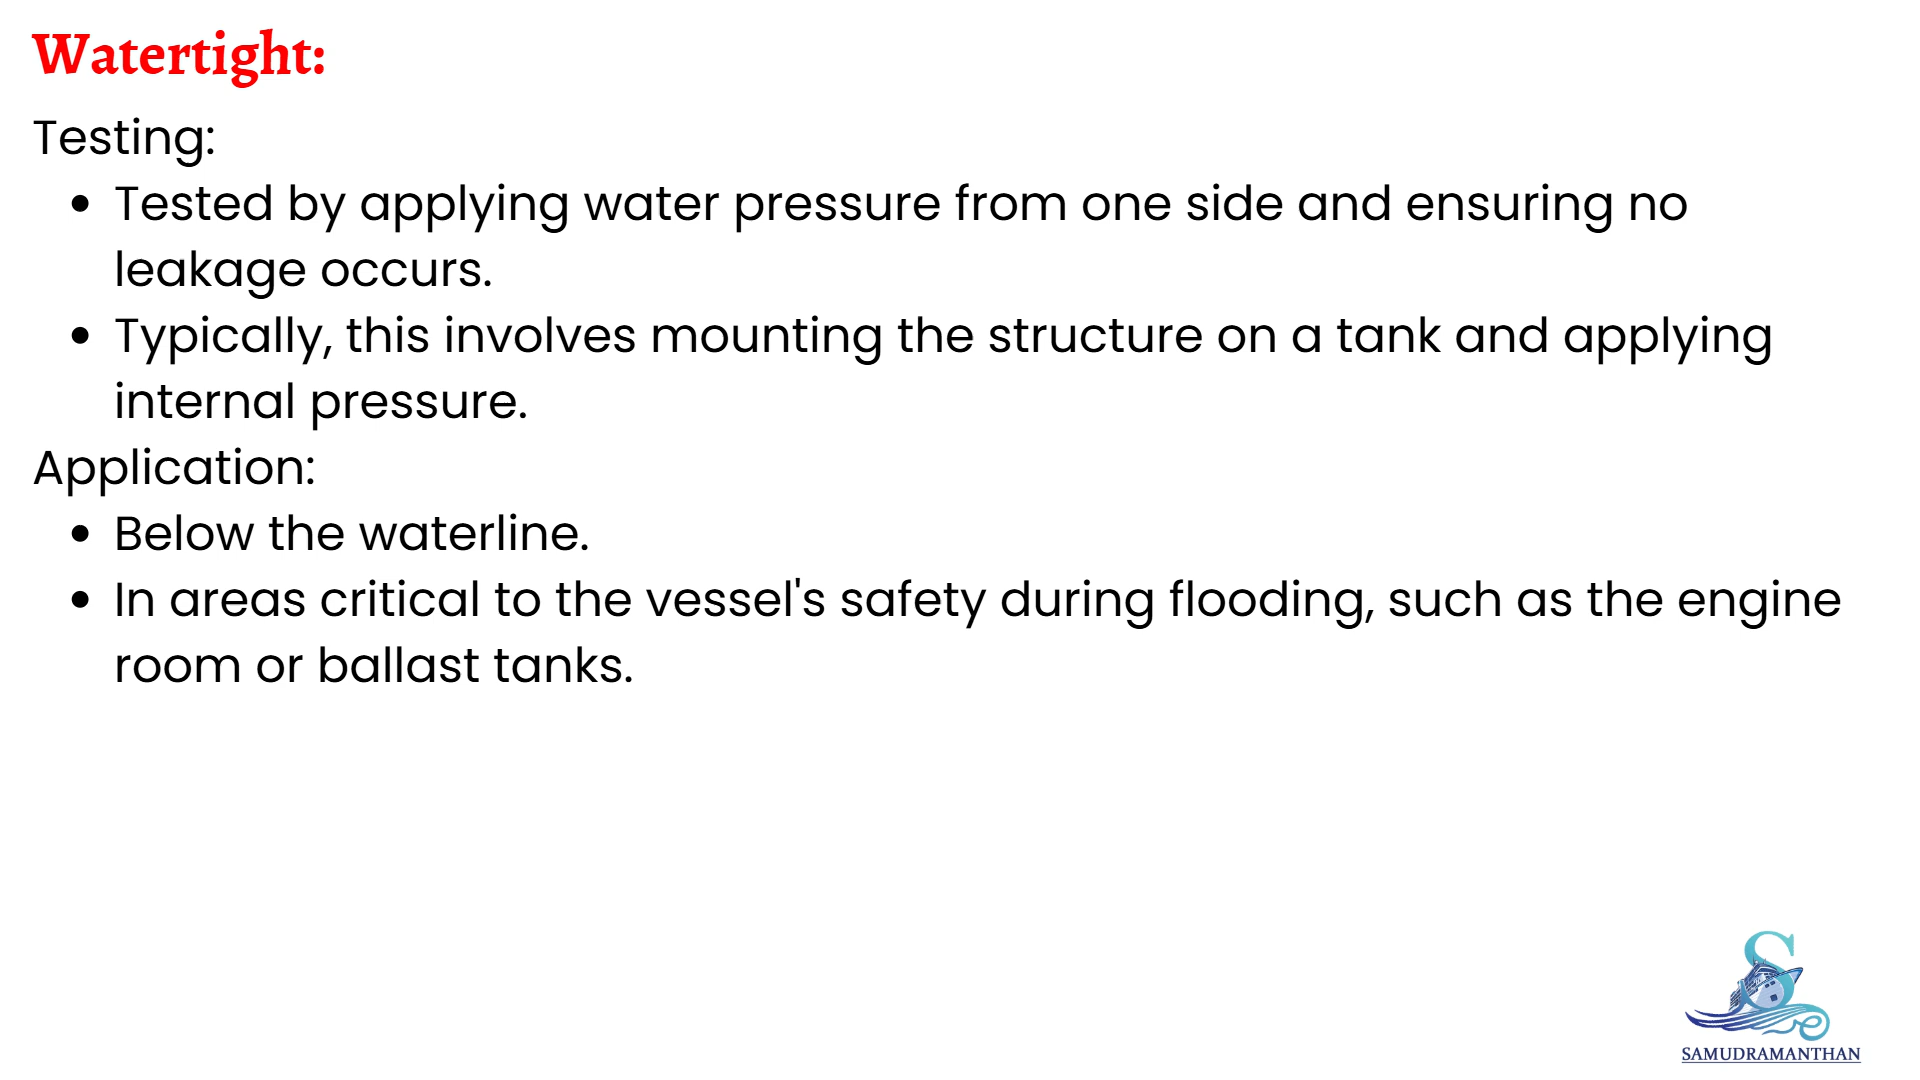 Watertight:
Testing:
• Tested by applying water pressure from one side and ensuring no
leakage occurs.
• Typically, this involves mounting the structure on a tank and applying
internal pressure.
Application:
• Below the waterline.
• In areas critical to the vessel's safety during flooding, such as the engine
room or ballast tanks.
S
SAMUDRAMANTHAN